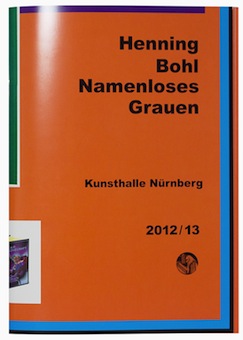 Henning
Bohl
Namenloses
Grauen
Kunsthalle Nürnberg
2012/13